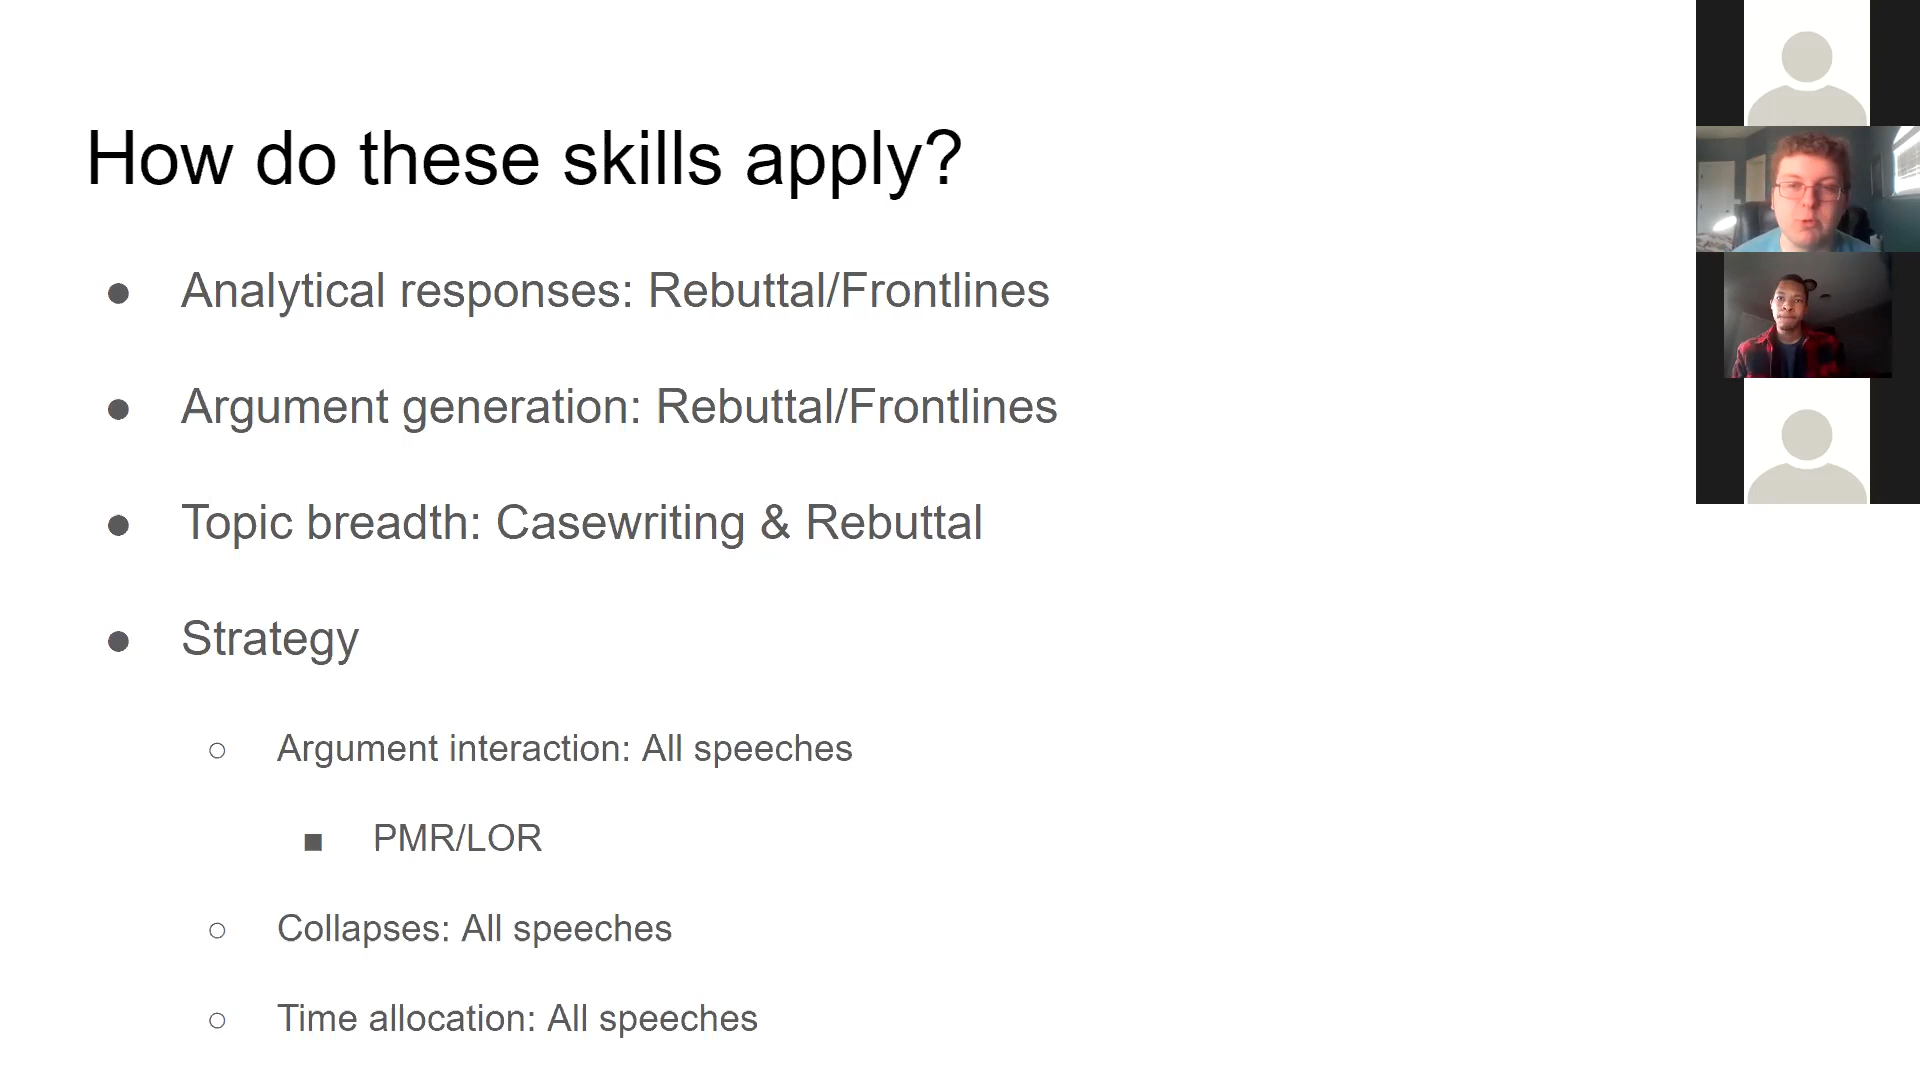 How do these skills apply?
● Analytical responses: Rebuttal/Frontlines
● Argument generation: Rebuttal/Frontlines
● Topic breadth: Casewriting & Rebuttal
● Strategy
○ Argument interaction: All speeches
■ PMR/LOR
○ Collapses: All speeches
○ Time allocation: All speeches